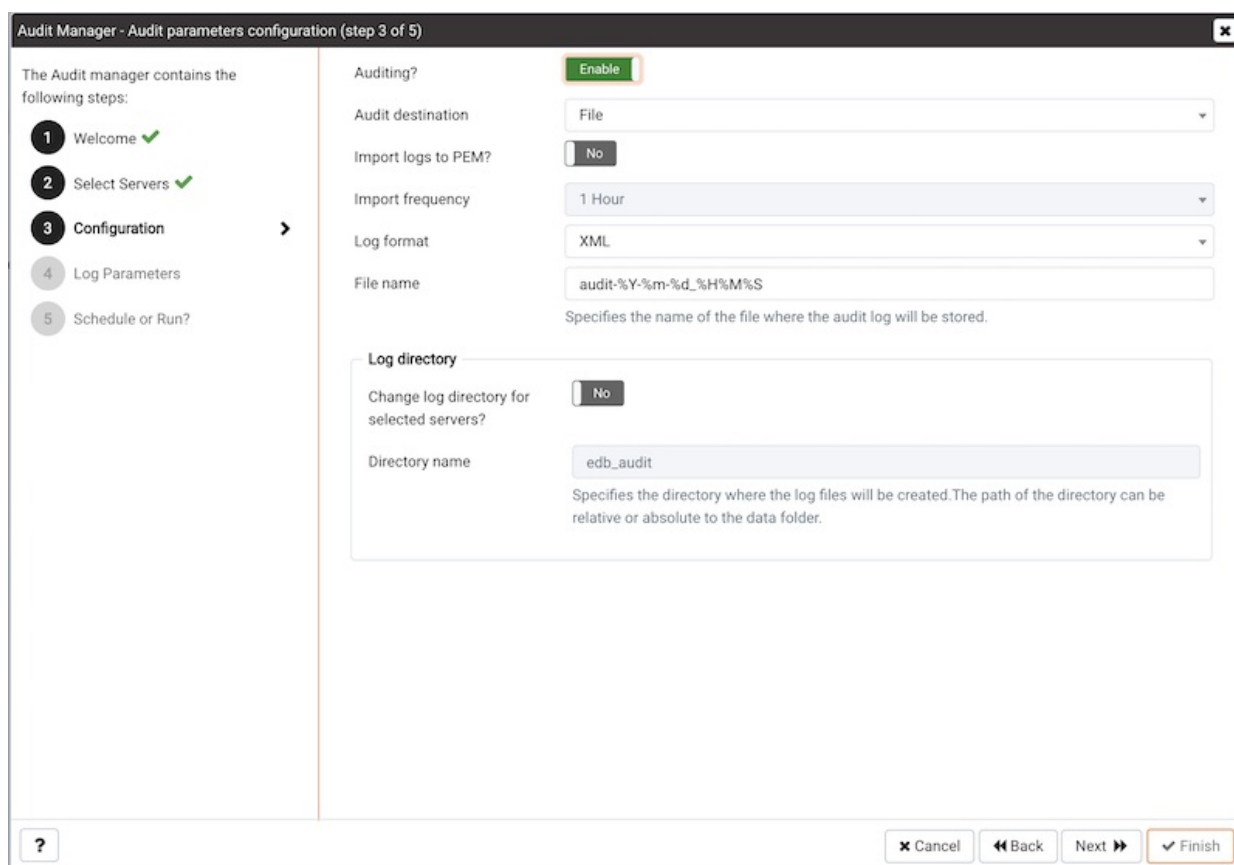 Audit Manager - Audit parameters configuration (step 3 of 5)
The Audit manager contains the
following steps:
1 Welcome
2 Select Servers
3 Configuration
4 Log Parameters
5 Schedule or Run?
Auditing? Enable
Audit destination File
Import logs to PEM? No
Import frequency 1 Hour
Log format XML
File name audit-%Y-%m-%d_%H%M%S
Specifies the name of the file where the audit log will be stored.
Log directory
Change log directory for
selected servers? No
Directory name edb_audit
Specifies the directory where the log files will be created.The path of the directory can be
relative or absolute to the data folder.
? Cancel Back Next Finish